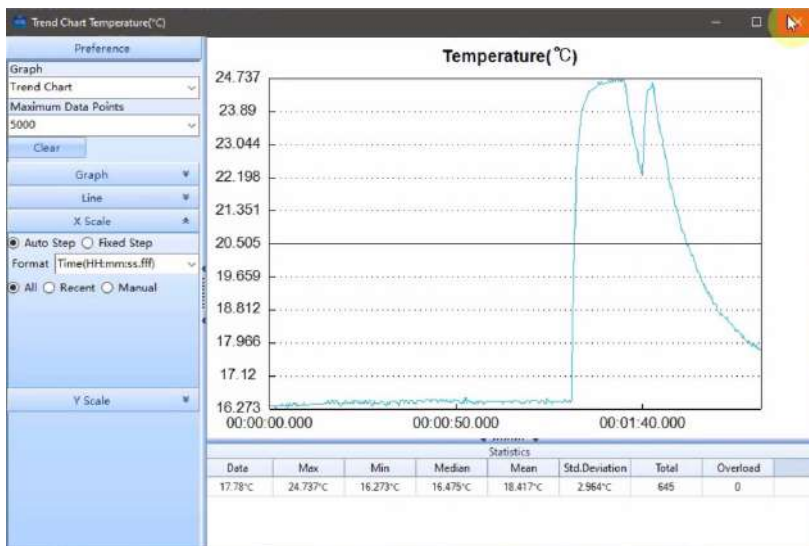 Trend Chart Temperature(°C)
Preference
Graph
Trend Chart
Maximum Data Points
5000
Clear
Graph
Line
X Scale
Auto Step Fixed Step
Format Time(HH:mm:ss.fff)
All Recent Manual
Y Scale
Temperature(℃)
24.737
23.89
23.044
22.198
21.351
20.505
19.659
18.812
17.966
17.12
16.273
00:00:00.000 00:00:50.000 00:01:40.000
Statistics
Data Max Min Median Mean Std.Deviation Total Overload
17.78°C 24.737°C 16.273°C 16.475°C 18.417°C 2.964°C 645 0